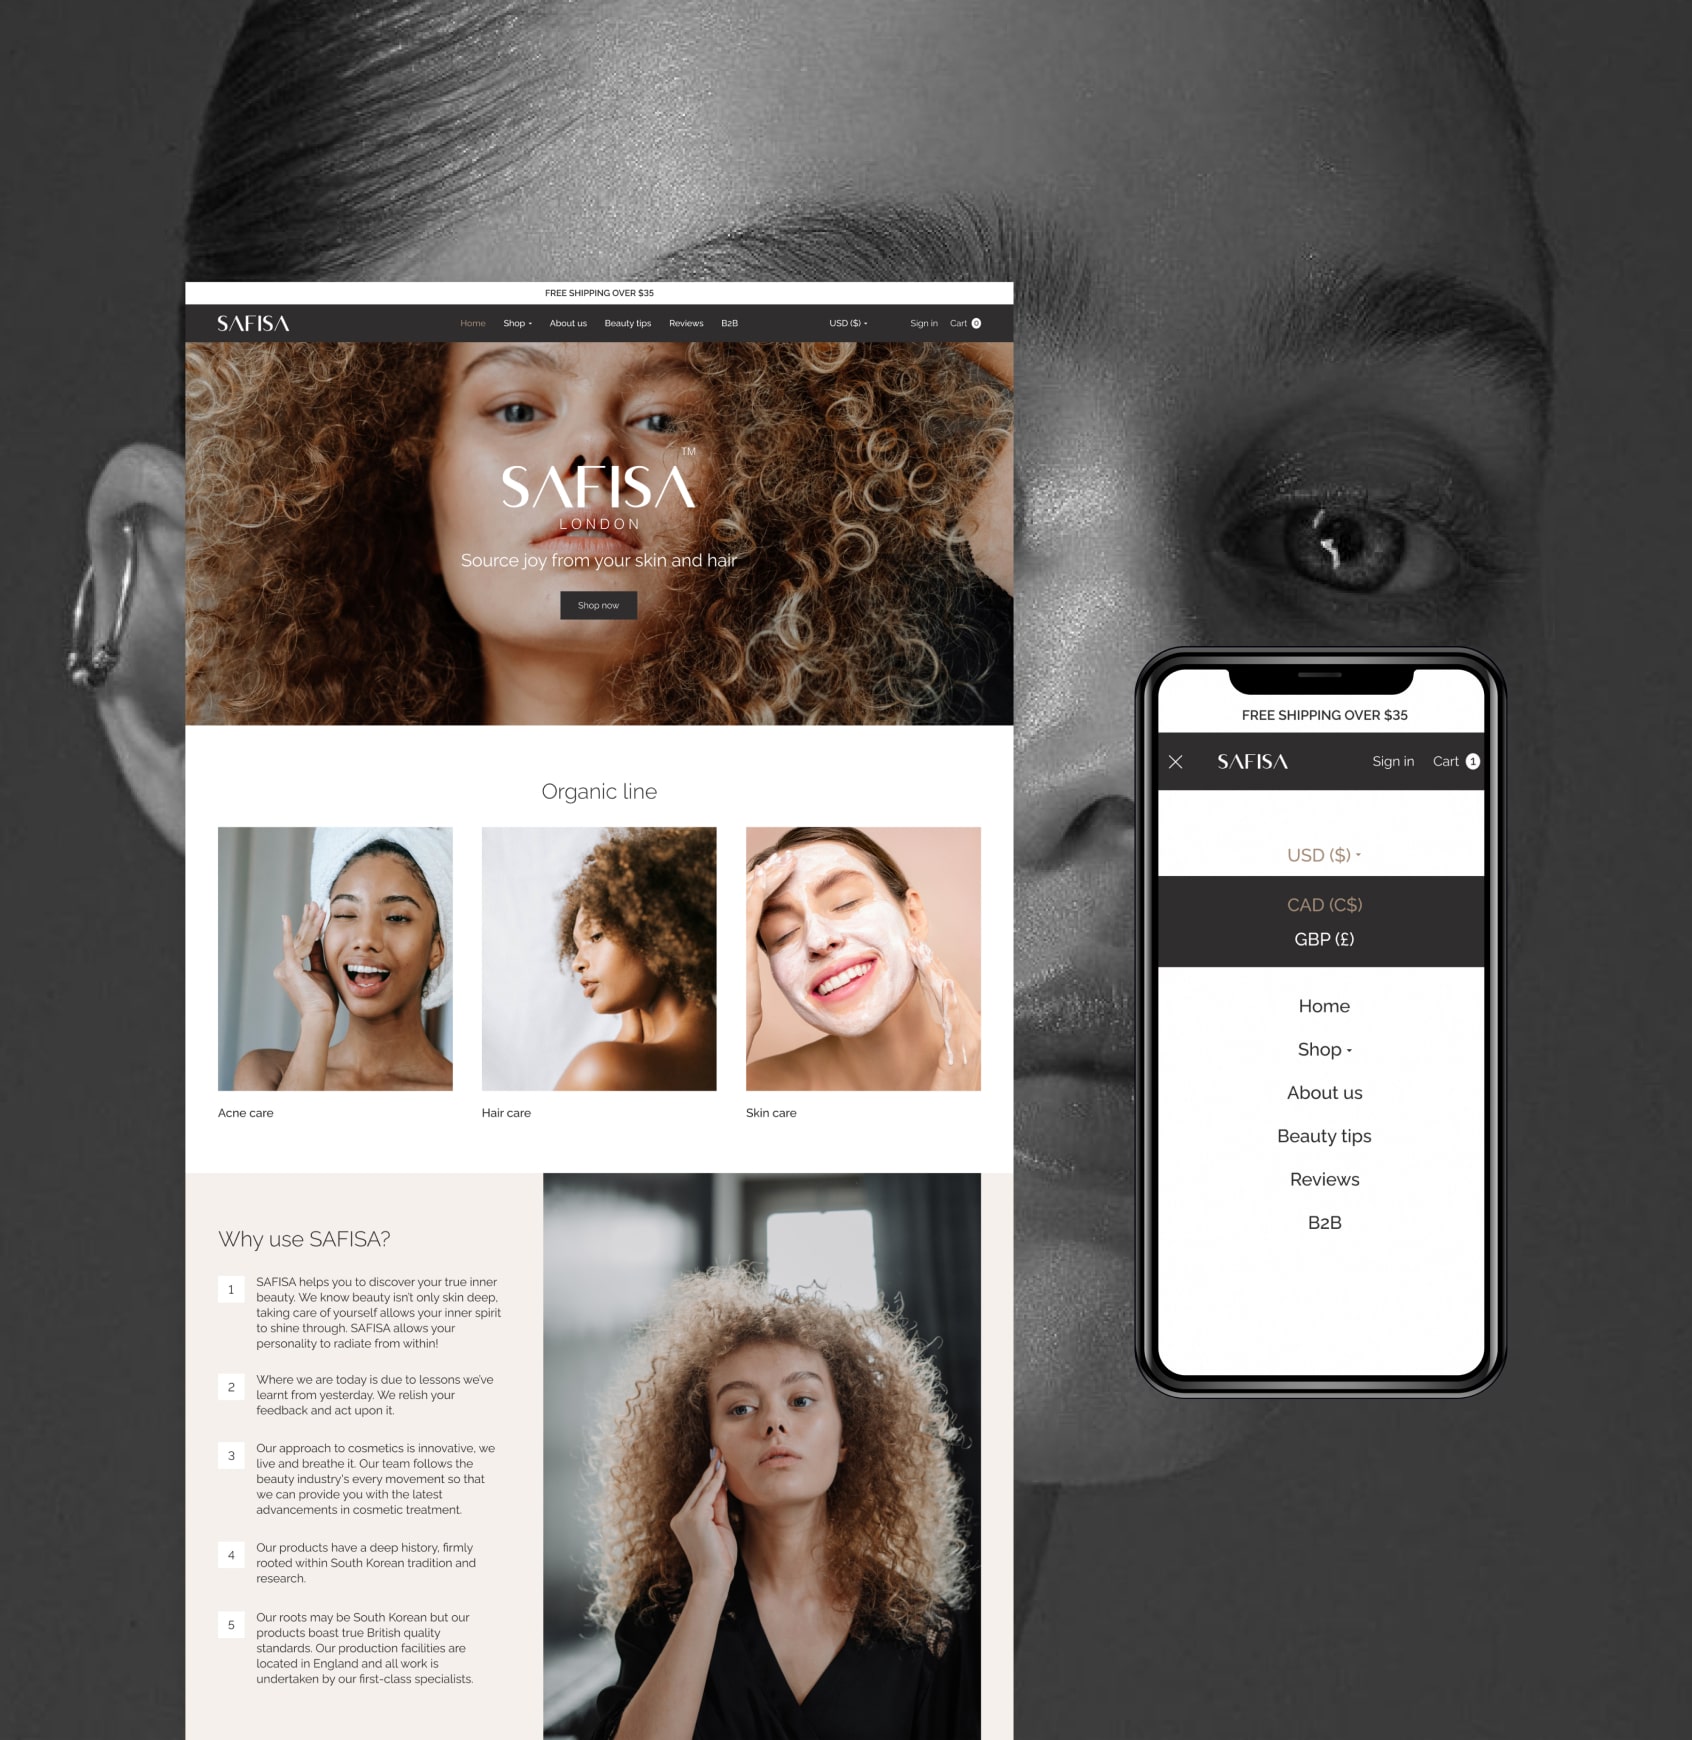 FREE SHIPPING OVER $35
SAFISA Home Shop About us Beauty tips Reviews B2B USD ($) Sign in Cart 0
TM
SAFISA
LONDON
Source joy from your skin and hair
Shop now
Organic line
Acne care Hair care Skin care
Why use SAFISA?
1
SAFISA helps you to discover your true inner
beauty. We know beauty isn't only skin deep,
taking care of yourself allows your inner spirit
to shine through. SAFISA allows your
personality to radiate from within!
2
Where we are today is due to lessons we've
learnt from yesterday. We relish your
feedback and act upon it.
3
Our approach to cosmetics is innovative, we
live and breathe it. Our team follows the
beauty industry's every movement so that
we can provide you with the latest
advancements in cosmetic treatment.
4
Our products have a deep history, firmly
rooted within South Korean tradition and
research.
5
Our roots may be South Korean but our
products boast true British quality
standards. Our production facilities are
located in England and all work is
undertaken by our first-class specialists.
FREE SHIPPING OVER $35
SAFISA Sign in Cart 1
USD ($)
CAD (C$)
GBP (£)
Home
Shop
About us
Beauty tips
Reviews
B2B